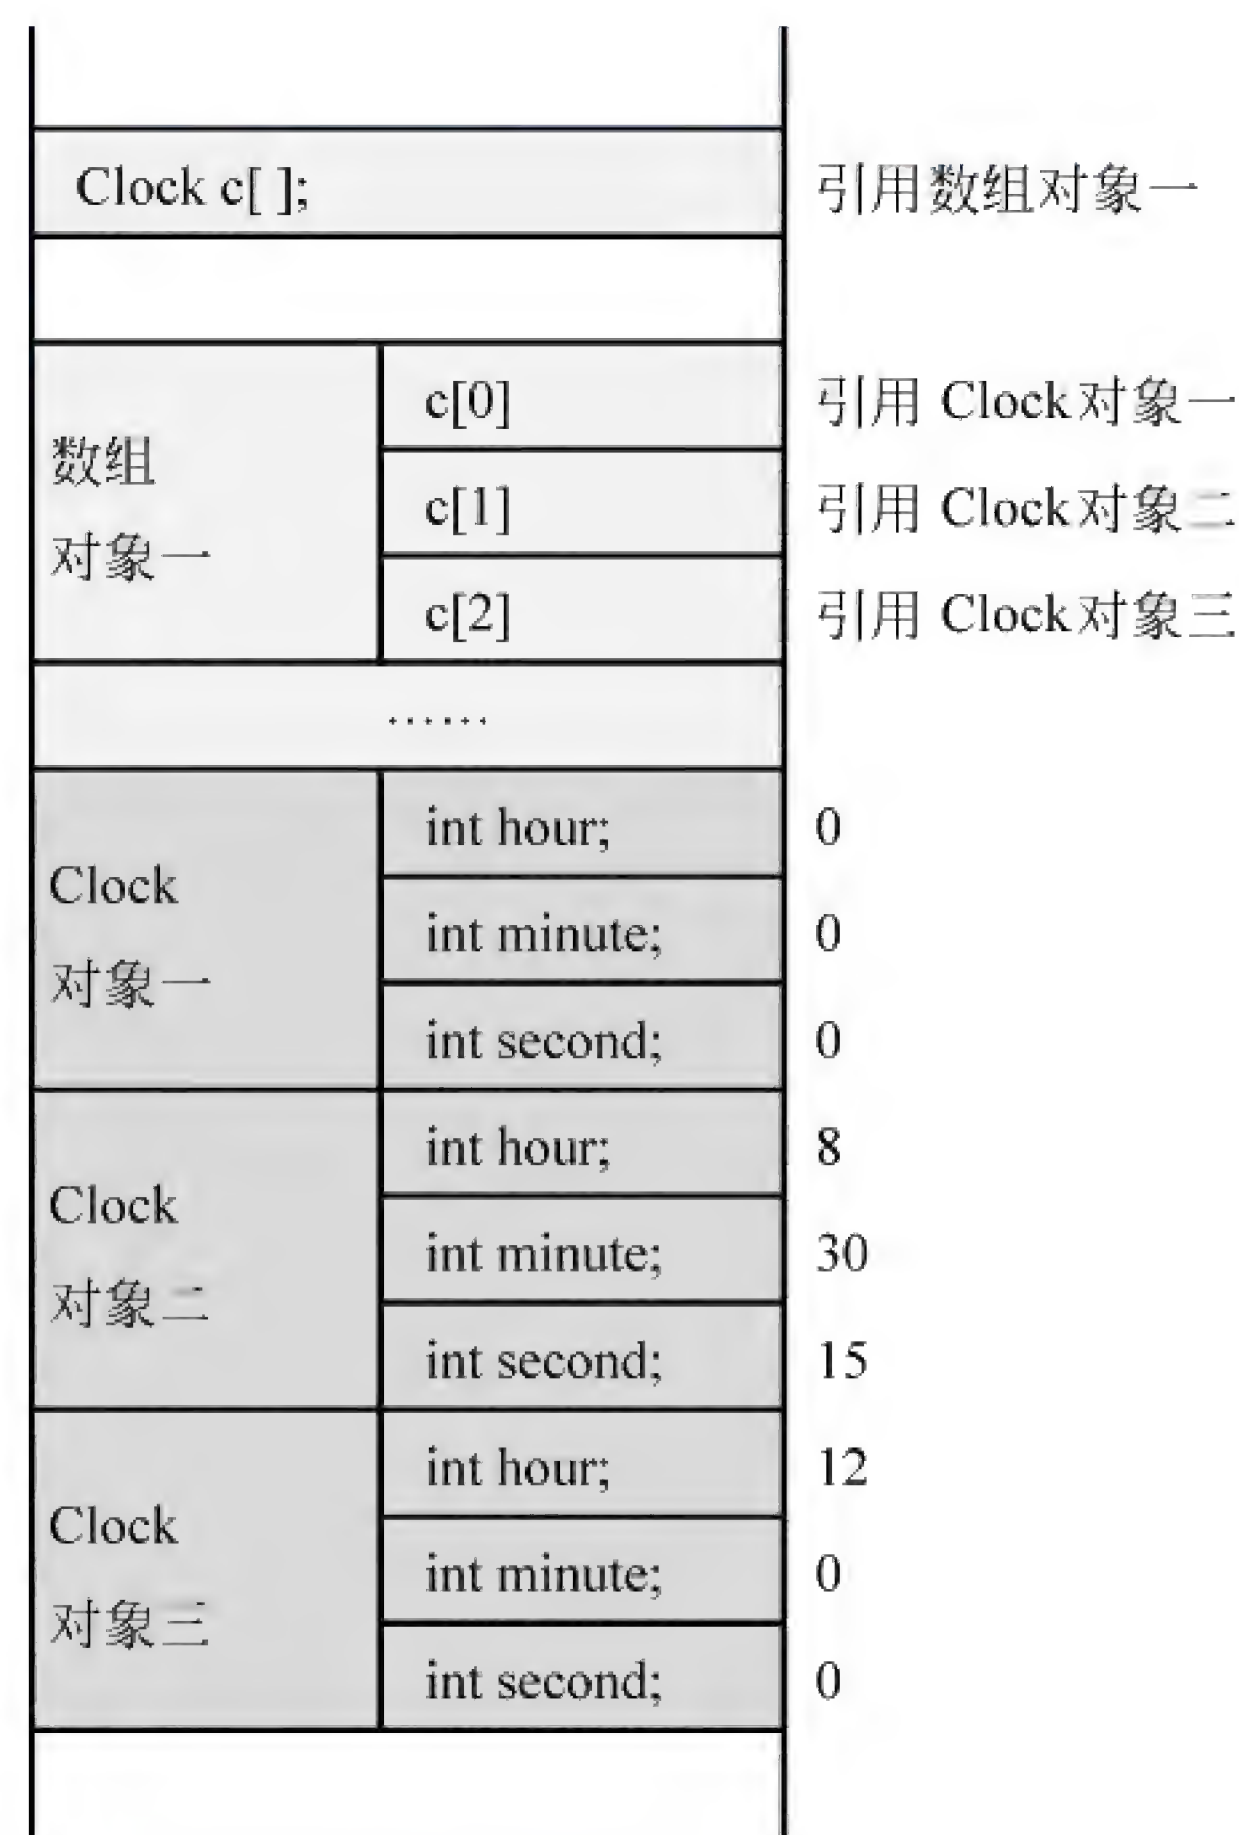 Clock c[ ];
引用数组对象一
数组
对象一
c[0]
引用 Clock对象一
c[1]
引用 Clock对象二
c[2]
引用 Clock对象三
······
Clock
对象一
int hour;
0
int minute;
0
int second;
0
Clock
对象二
int hour;
8
int minute;
30
int second;
15
Clock
对象三
int hour;
12
int minute;
0
int second;
0